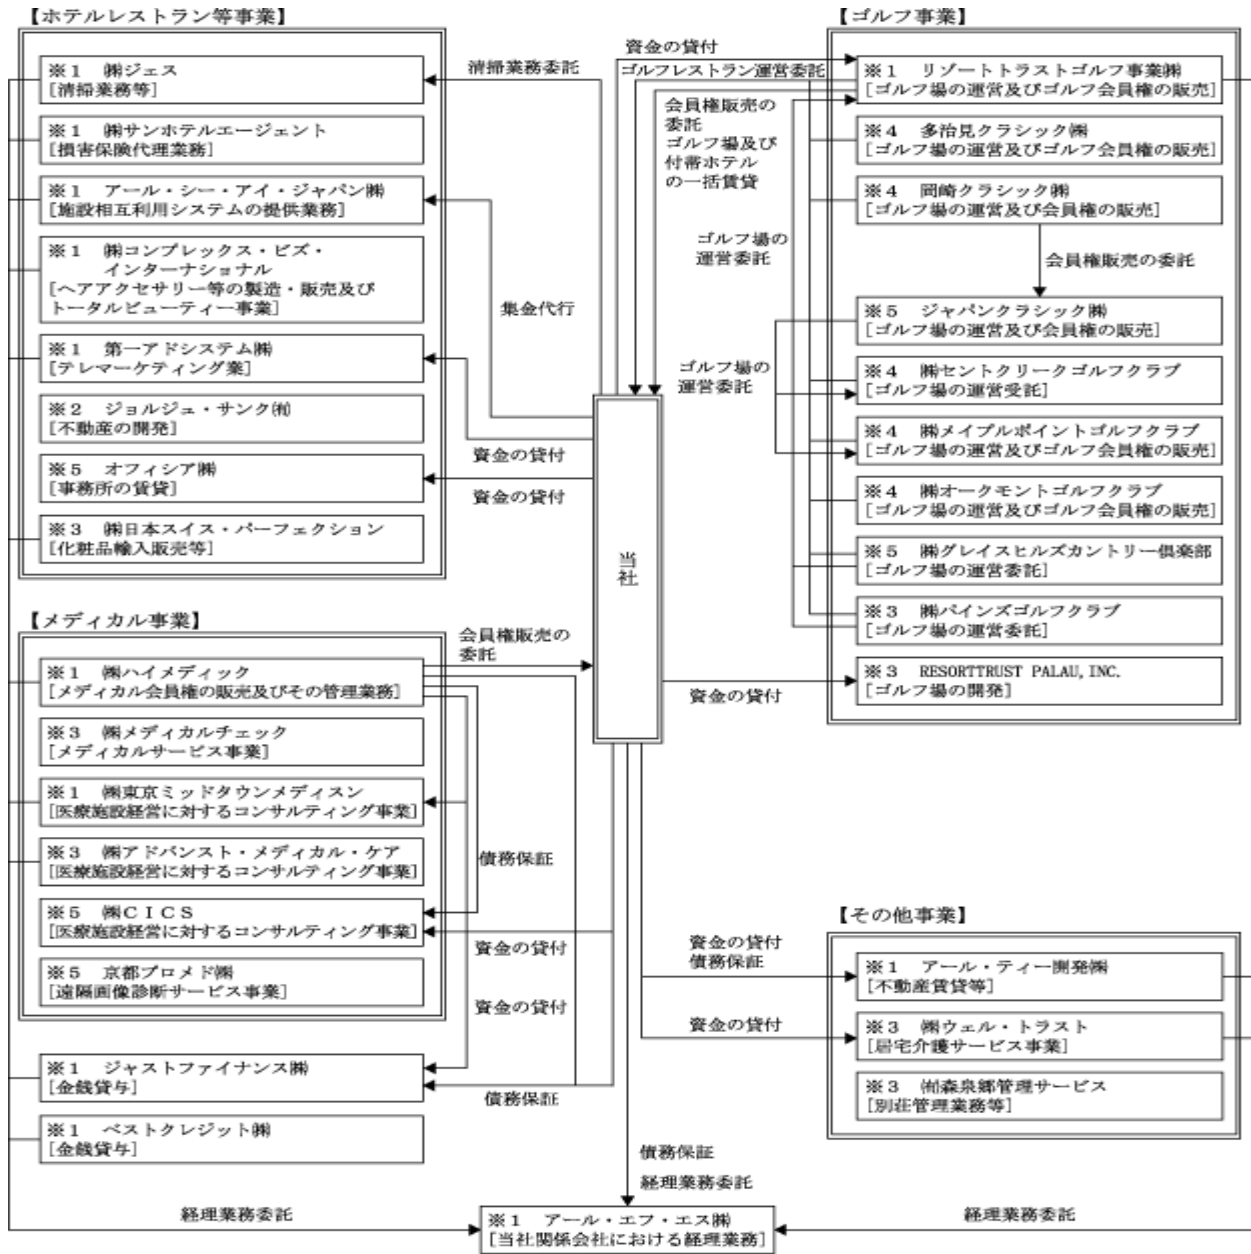 【ホテルレストラン等事業】
※1　㈱ジェス
[清掃業務等]
※1　㈱サンホテルエージェント
[損害保険代理業務]
※1　アール・シー・アイ・ジャパン㈱
[施設相互利用システムの提供業務]
※1　㈱コンプレックス・ビズ・
インターナショナル
[ヘアアクセサリー等の製造・販売及び
トータルビューティー事業]
※1　第一アドシステム㈱
[テレマーケティング業]
※2　ジョルジュ・サンク㈲
[不動産の開発]
※5　オフィシア㈱
[事務所の賃貸]
※3　㈱日本スイス・パーフェクション
[化粧品輸入販売等]
【メディカル事業】
※1　㈱ハイメディック
[メディカル会員権の販売及びその管理業務]
※3　㈱メディカルチェック
[メディカルサービス事業]
※1　㈱東京ミッドタウンメディスン
[医療施設経営に対するコンサルティング事業]
※3　㈱アドバンスト・メディカル・ケア
[医療施設経営に対するコンサルティング事業]
※5　㈱CICS
[医療施設経営に対するコンサルティング事業]
※5　京都プロメド㈱
[遠隔画像診断サービス事業]
※1　ジャストファイナンス㈱
[金銭貸与]
※1　ベストクレジット㈱
[金銭貸与]
経理業務委託
清掃業務委託
集金代行
資金の貸付
資金の貸付
会員権販売の
委託
債務保証
資金の貸付
資金の貸付
債務保証
当社
資金の貸付
ゴルフレストラン運営委託
会員権販売の
委託
ゴルフ場及び
付帯ホテル
の一括賃貸
ゴルフ場の
運営委託
ゴルフ場の
運営委託
資金の貸付
資金の貸付
債務保証
資金の貸付
債務保証
経理業務委託
※1　アール・エフ・エス㈱
[当社関係会社における経理業務]
【ゴルフ事業】
※1　リゾートトラストゴルフ事業㈱
[ゴルフ場の運営及びゴルフ会員権の販売]
※4　多治見クラシック㈱
[ゴルフ場の運営及びゴルフ会員権の販売]
※4　岡崎クラシック㈱
[ゴルフ場の運営及び会員権の販売]
会員権販売の委託
※5　ジャパンクラシック㈱
[ゴルフ場の運営及び会員権の販売]
※4　㈱セントクリークゴルフクラブ
[ゴルフ場の運営受託]
※4　㈱メイプルポイントゴルフクラブ
[ゴルフ場の運営及びゴルフ会員権の販売]
※4　㈱オークモントゴルフクラブ
[ゴルフ場の運営及びゴルフ会員権の販売]
※5　㈱グレイスヒルズカントリー倶楽部
[ゴルフ場の運営委託]
※3　㈱パインズゴルフクラブ
[ゴルフ場の運営委託]
※3　RESORTTRUST PALAU, INC.
[ゴルフ場の開発]
【その他事業】
※1　アール・ティー開発㈱
[不動産賃貸等]
※3　㈱ウェル・トラスト
[居宅介護サービス事業]
※3　㈲森泉郷管理サービス
[別荘管理業務等]
経理業務委託